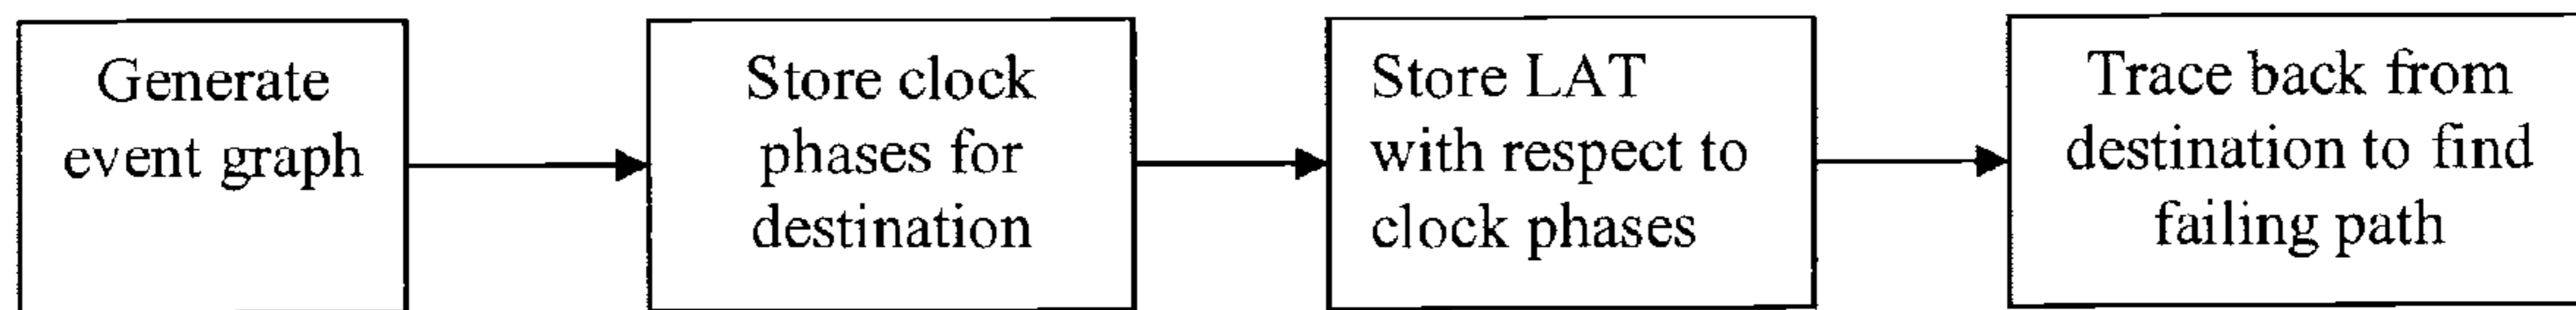 Generate
event graph
Store clock
phases for
destination
Store LAT
with respect to
clock phases
Trace back from
destination to find
failing path